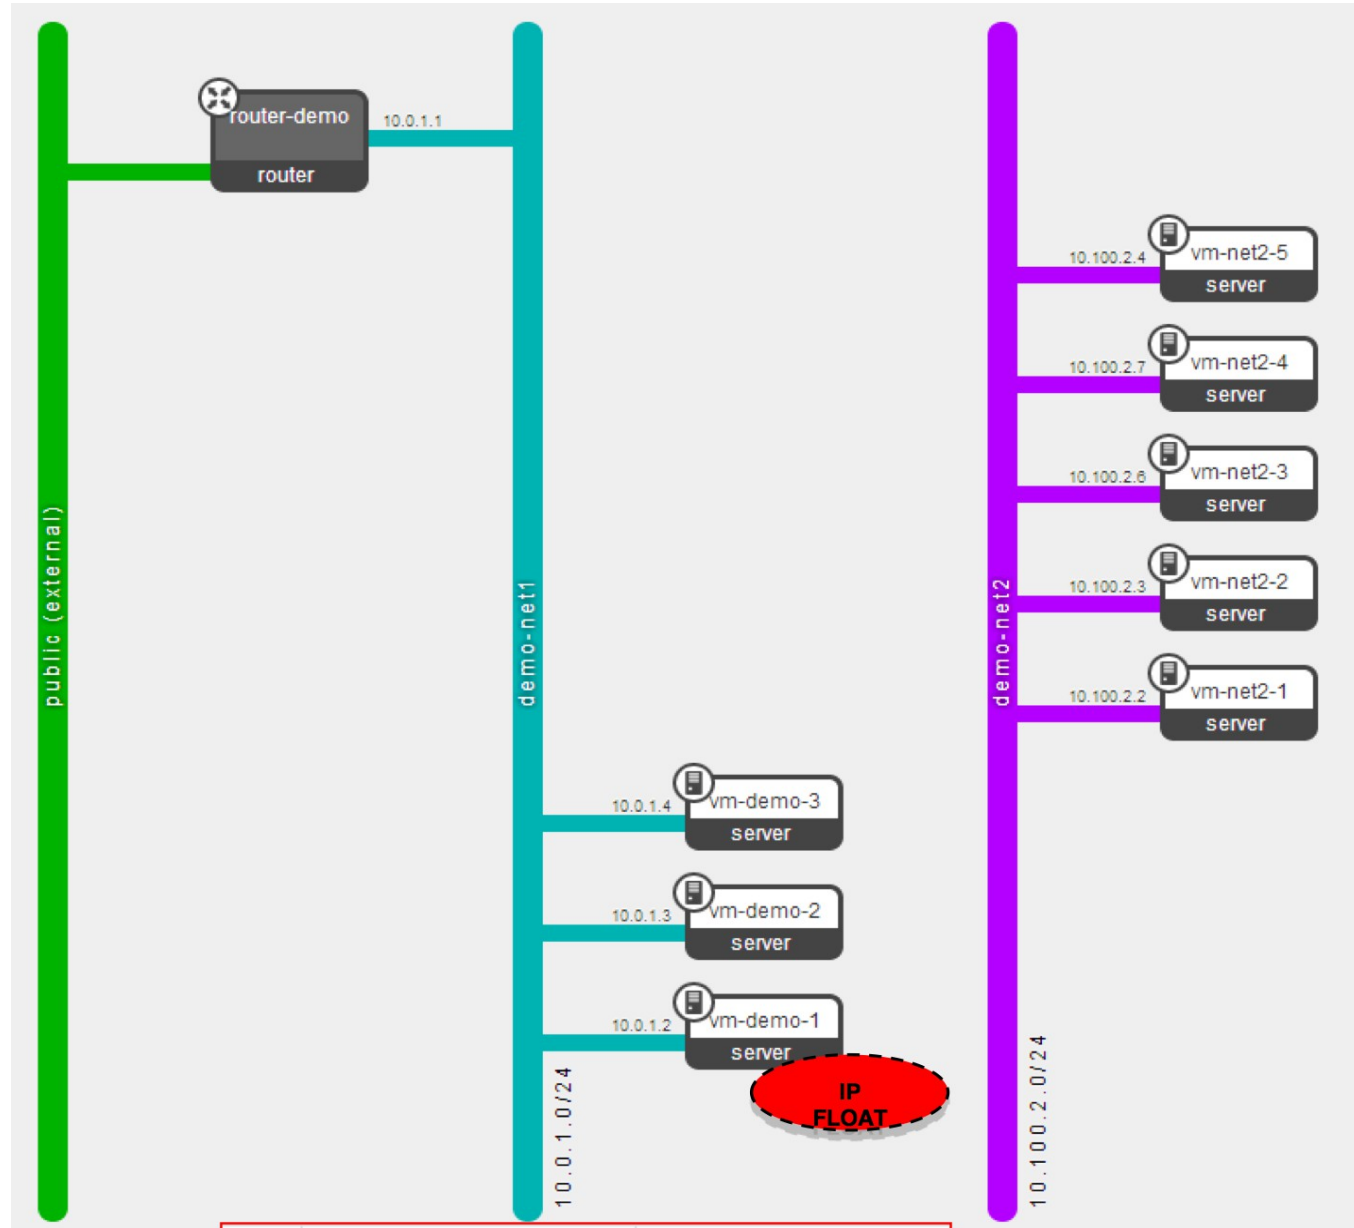 router-demo
router
10.0.1.1
10.100.2.4
vm-net2-5
server
10.100.2.7
vm-net2-4
server
10.100.2.6
vm-net2-3
server
10.100.2.3
vm-net2-2
server
10.100.2.2
vm-net2-1
server
public (external)
demo-net1
demo-net2
10.0.1.4
vm-demo-3
server
10.0.1.3
vm-demo-2
server
10.0.1.2
vm-demo-1
server
IP
FLOAT
10.0.1.0/24
10.100.2.0/24